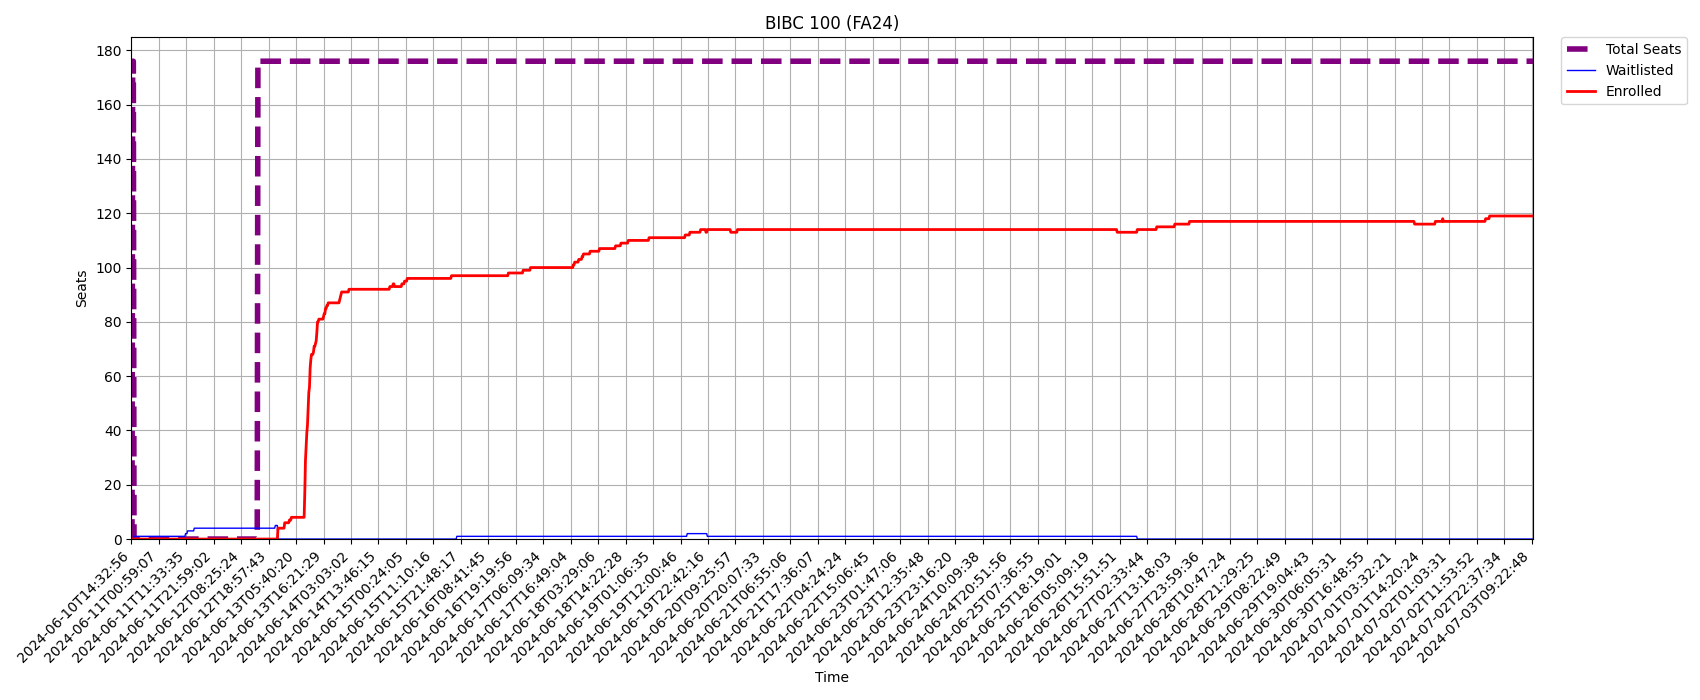 BIBC 100 (FA24)
Total Seats
Waitlisted
Enrolled
180
160
140
120
100
80
60
40
20
0
Seats
2024-06-10T14:32:56
2024-06-11T00:59:07
2024-06-11T11:33:35
2024-06-11T21:59:02
2024-06-12T08:25:24
2024-06-12T18:57:43
2024-06-13T05:40:20
2024-06-13T16:21:29
2024-06-14T03:03:02
2024-06-14T13:46:15
2024-06-15T00:24:05
2024-06-15T11:10:16
2024-06-15T21:48:17
2024-06-16T08:41:45
2024-06-16T19:19:56
2024-06-17T06:09:34
2024-06-17T16:49:04
2024-06-18T03:29:06
2024-06-18T14:22:28
2024-06-19T01:06:35
2024-06-19T12:00:46
2024-06-19T22:42:16
2024-06-20T09:25:57
2024-06-20T20:07:33
2024-06-21T06:55:06
2024-06-21T17:36:07
2024-06-22T04:24:24
2024-06-22T15:06:45
2024-06-23T01:47:06
2024-06-23T12:35:48
2024-06-23T23:16:20
2024-06-24T10:09:38
2024-06-24T20:51:56
2024-06-25T07:36:55
2024-06-25T18:19:01
2024-06-26T05:09:19
2024-06-26T15:51:51
2024-06-27T02:33:44
2024-06-27T13:18:03
2024-06-27T23:59:36
2024-06-28T10:47:24
2024-06-28T21:29:25
2024-06-29T08:22:49
2024-06-29T19:04:43
2024-06-30T06:05:31
2024-06-30T16:48:55
2024-07-01T03:32:21
2024-07-01T14:20:24
2024-07-02T01:03:31
2024-07-02T11:53:52
2024-07-02T22:37:34
2024-07-03T09:22:48
Time